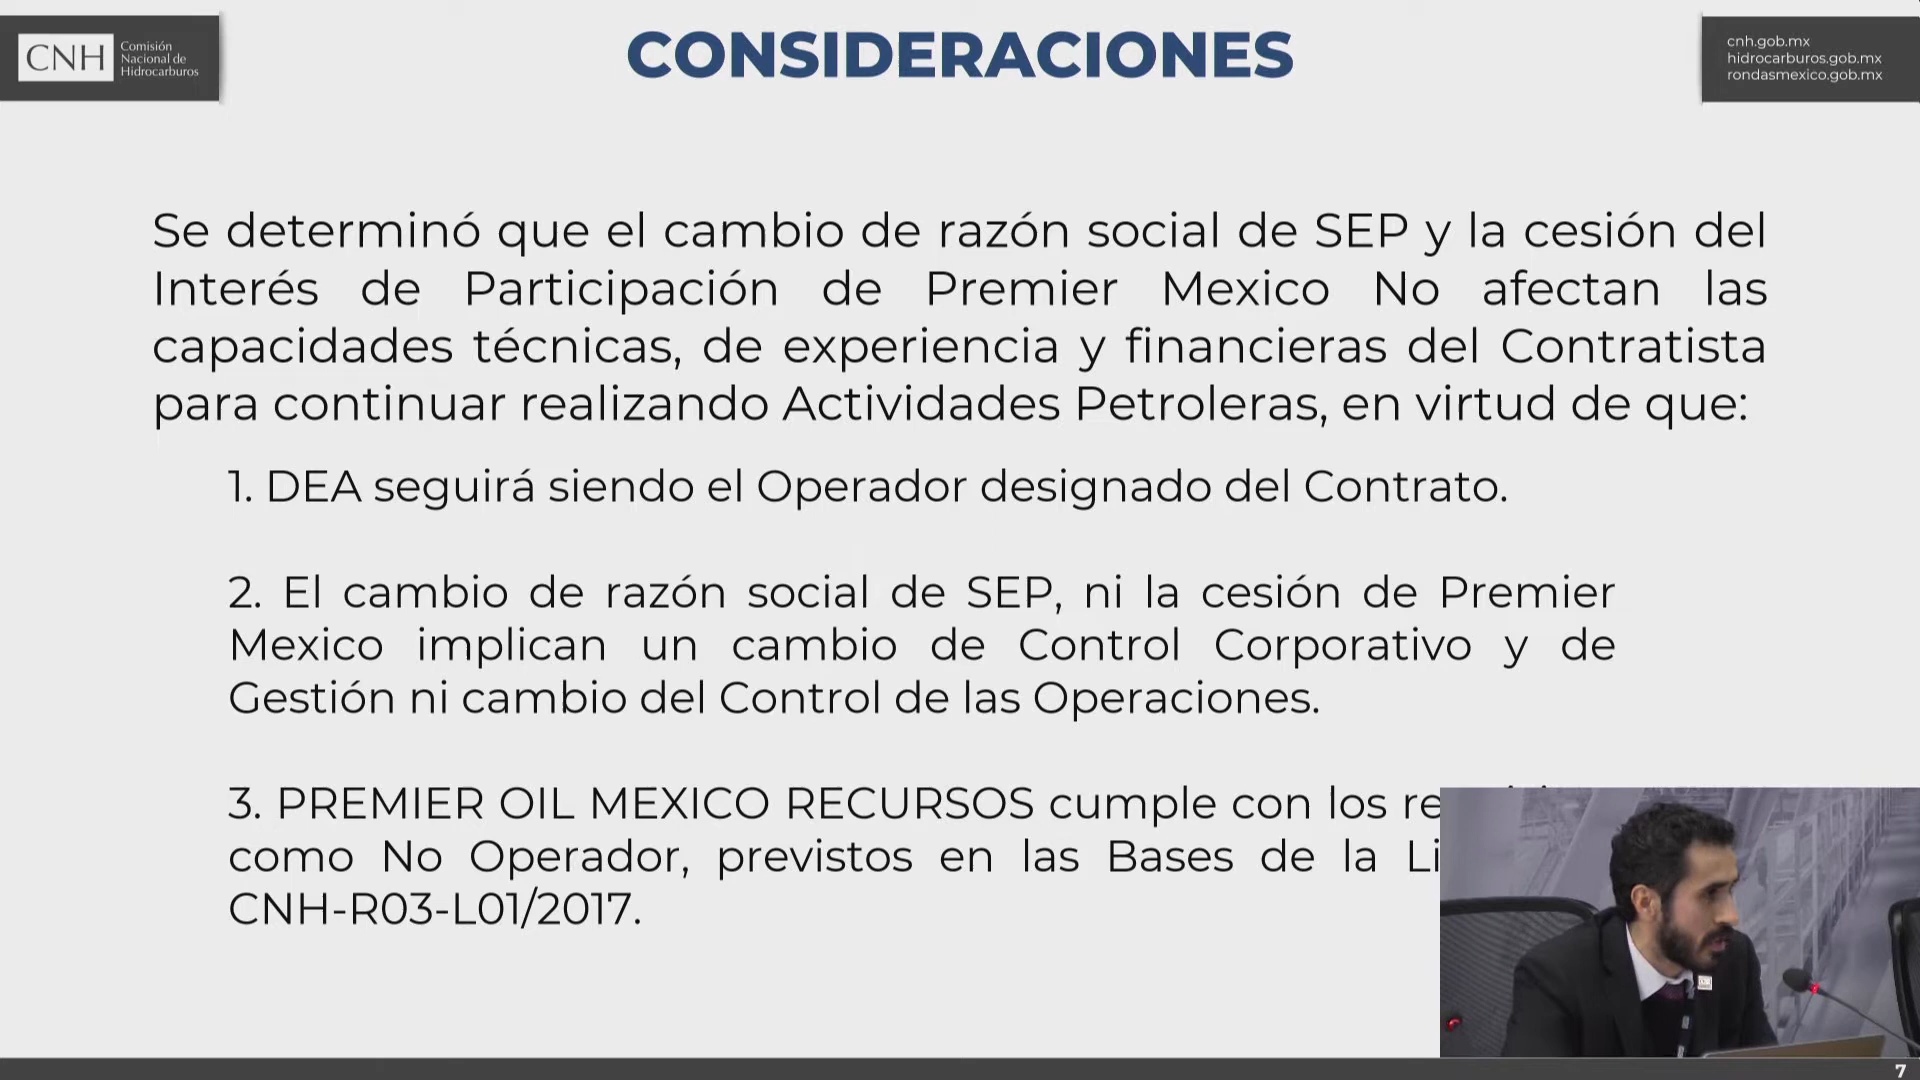 CNH
Comisión
Nacional de
Hidrocarburos
CONSIDERACIONES
cnh.gob.mx
hidrocarburos.gob.mx
rondasmexico.gob.mx
Se determinó que el cambio de razón social de SEP y la cesión del
Interés de Participación de Premier Mexico No afectan las
capacidades técnicas, de experiencia y financieras del Contratista
para continuar realizando Actividades Petroleras, en virtud de que:
1. DEA seguirá siendo el Operador designado del Contrato.
2. El cambio de razón social de SEP, ni la cesión de Premier
Mexico implican un cambio de Control Corporativo y de
Gestión ni cambio del Control de las Operaciones.
3. PREMIER OIL MEXICO RECURSOS cumple con los
como No Operador, previstos en las Bases de la
CNH-R03-L01/2017.
7